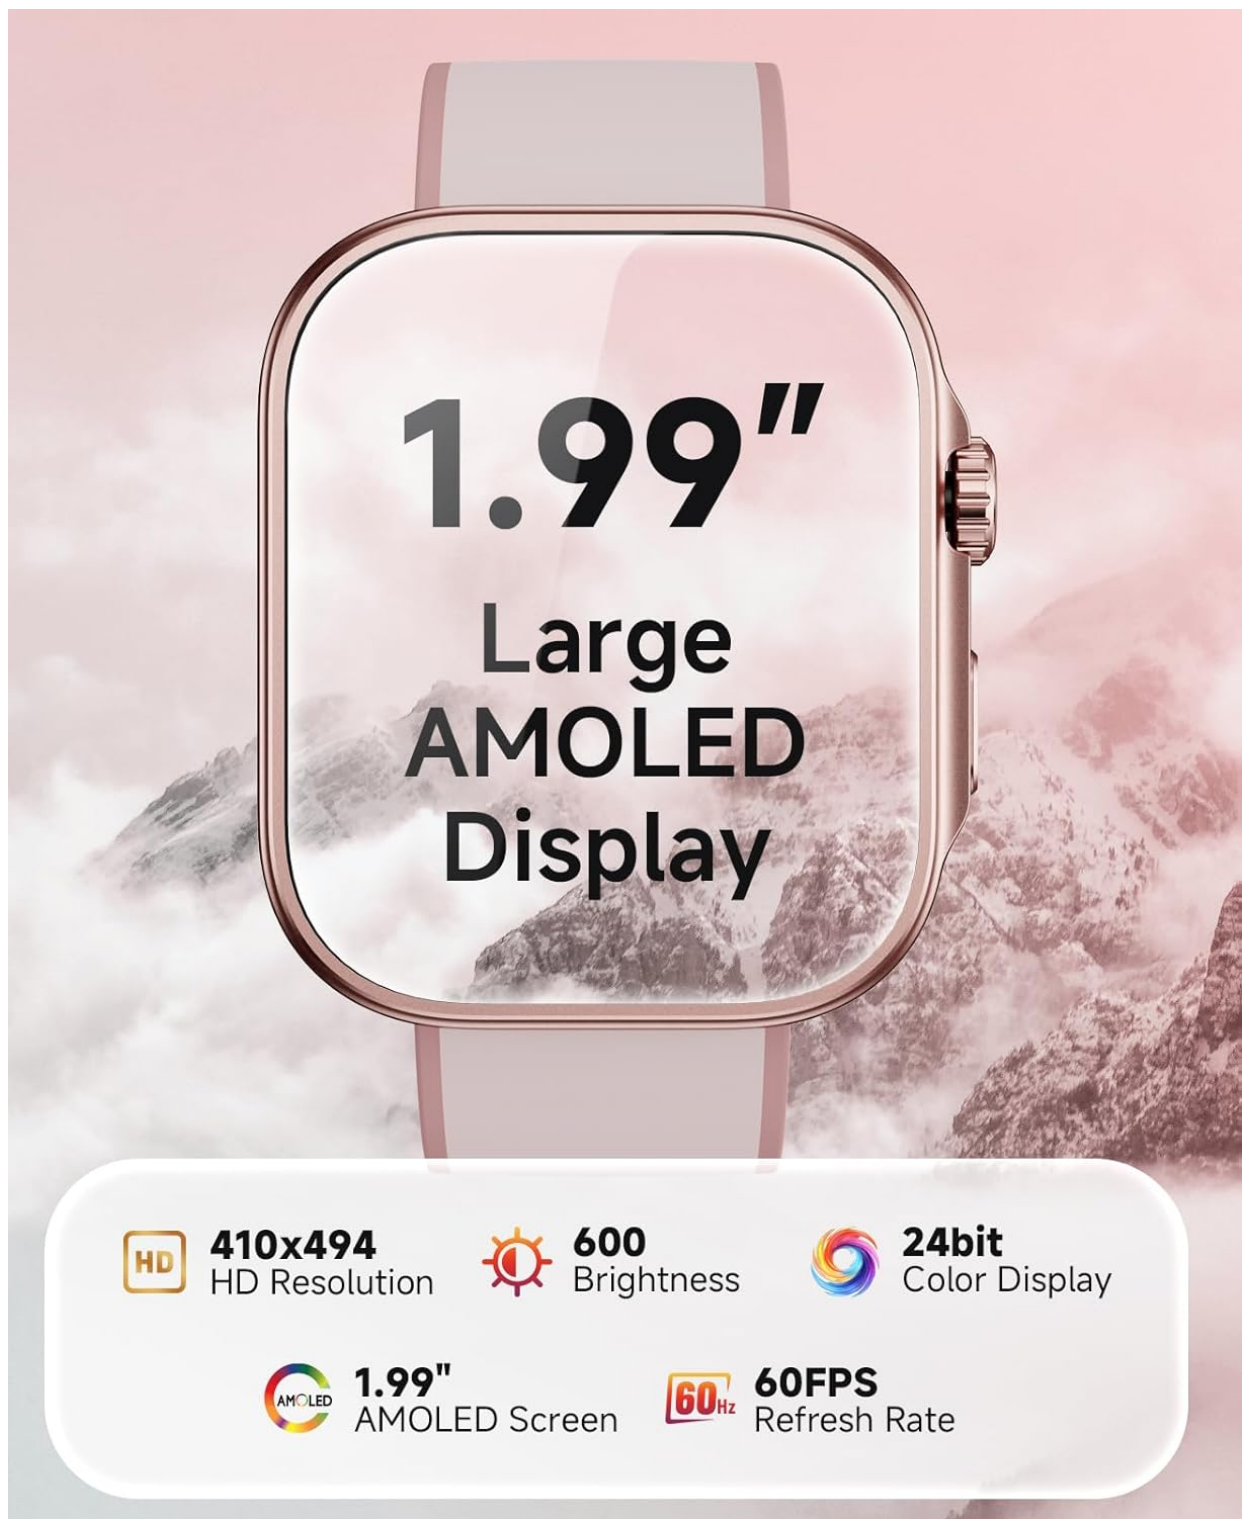 1.99"
Large
AMOLED
Display
HD
410x494
HD Resolution
600
Brightness
24bit
Color Display
AMOLED
1.99"
AMOLED Screen
60Hz
60FPS
Refresh Rate